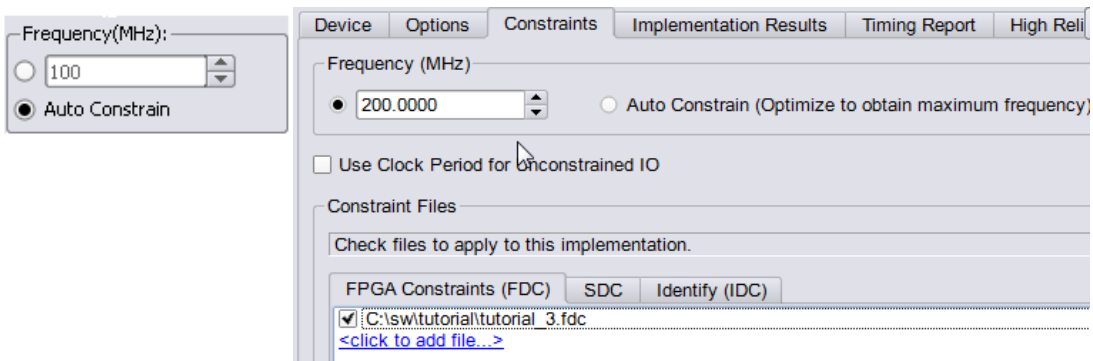 Frequency(MHz):
100
Auto Constrain
Device Options Constraints Implementation Results Timing Report High Reli
Frequency (MHz)
200.0000 Auto Constrain (Optimize to obtain maximum frequency)
Use Clock Period for Unconstrained IO
Constraint Files
Check files to apply to this implementation.
FPGA Constraints (FDC) SDC Identify (IDC)
C:\sw\tutorial\tutorial_3.fdc
<click to add file...>